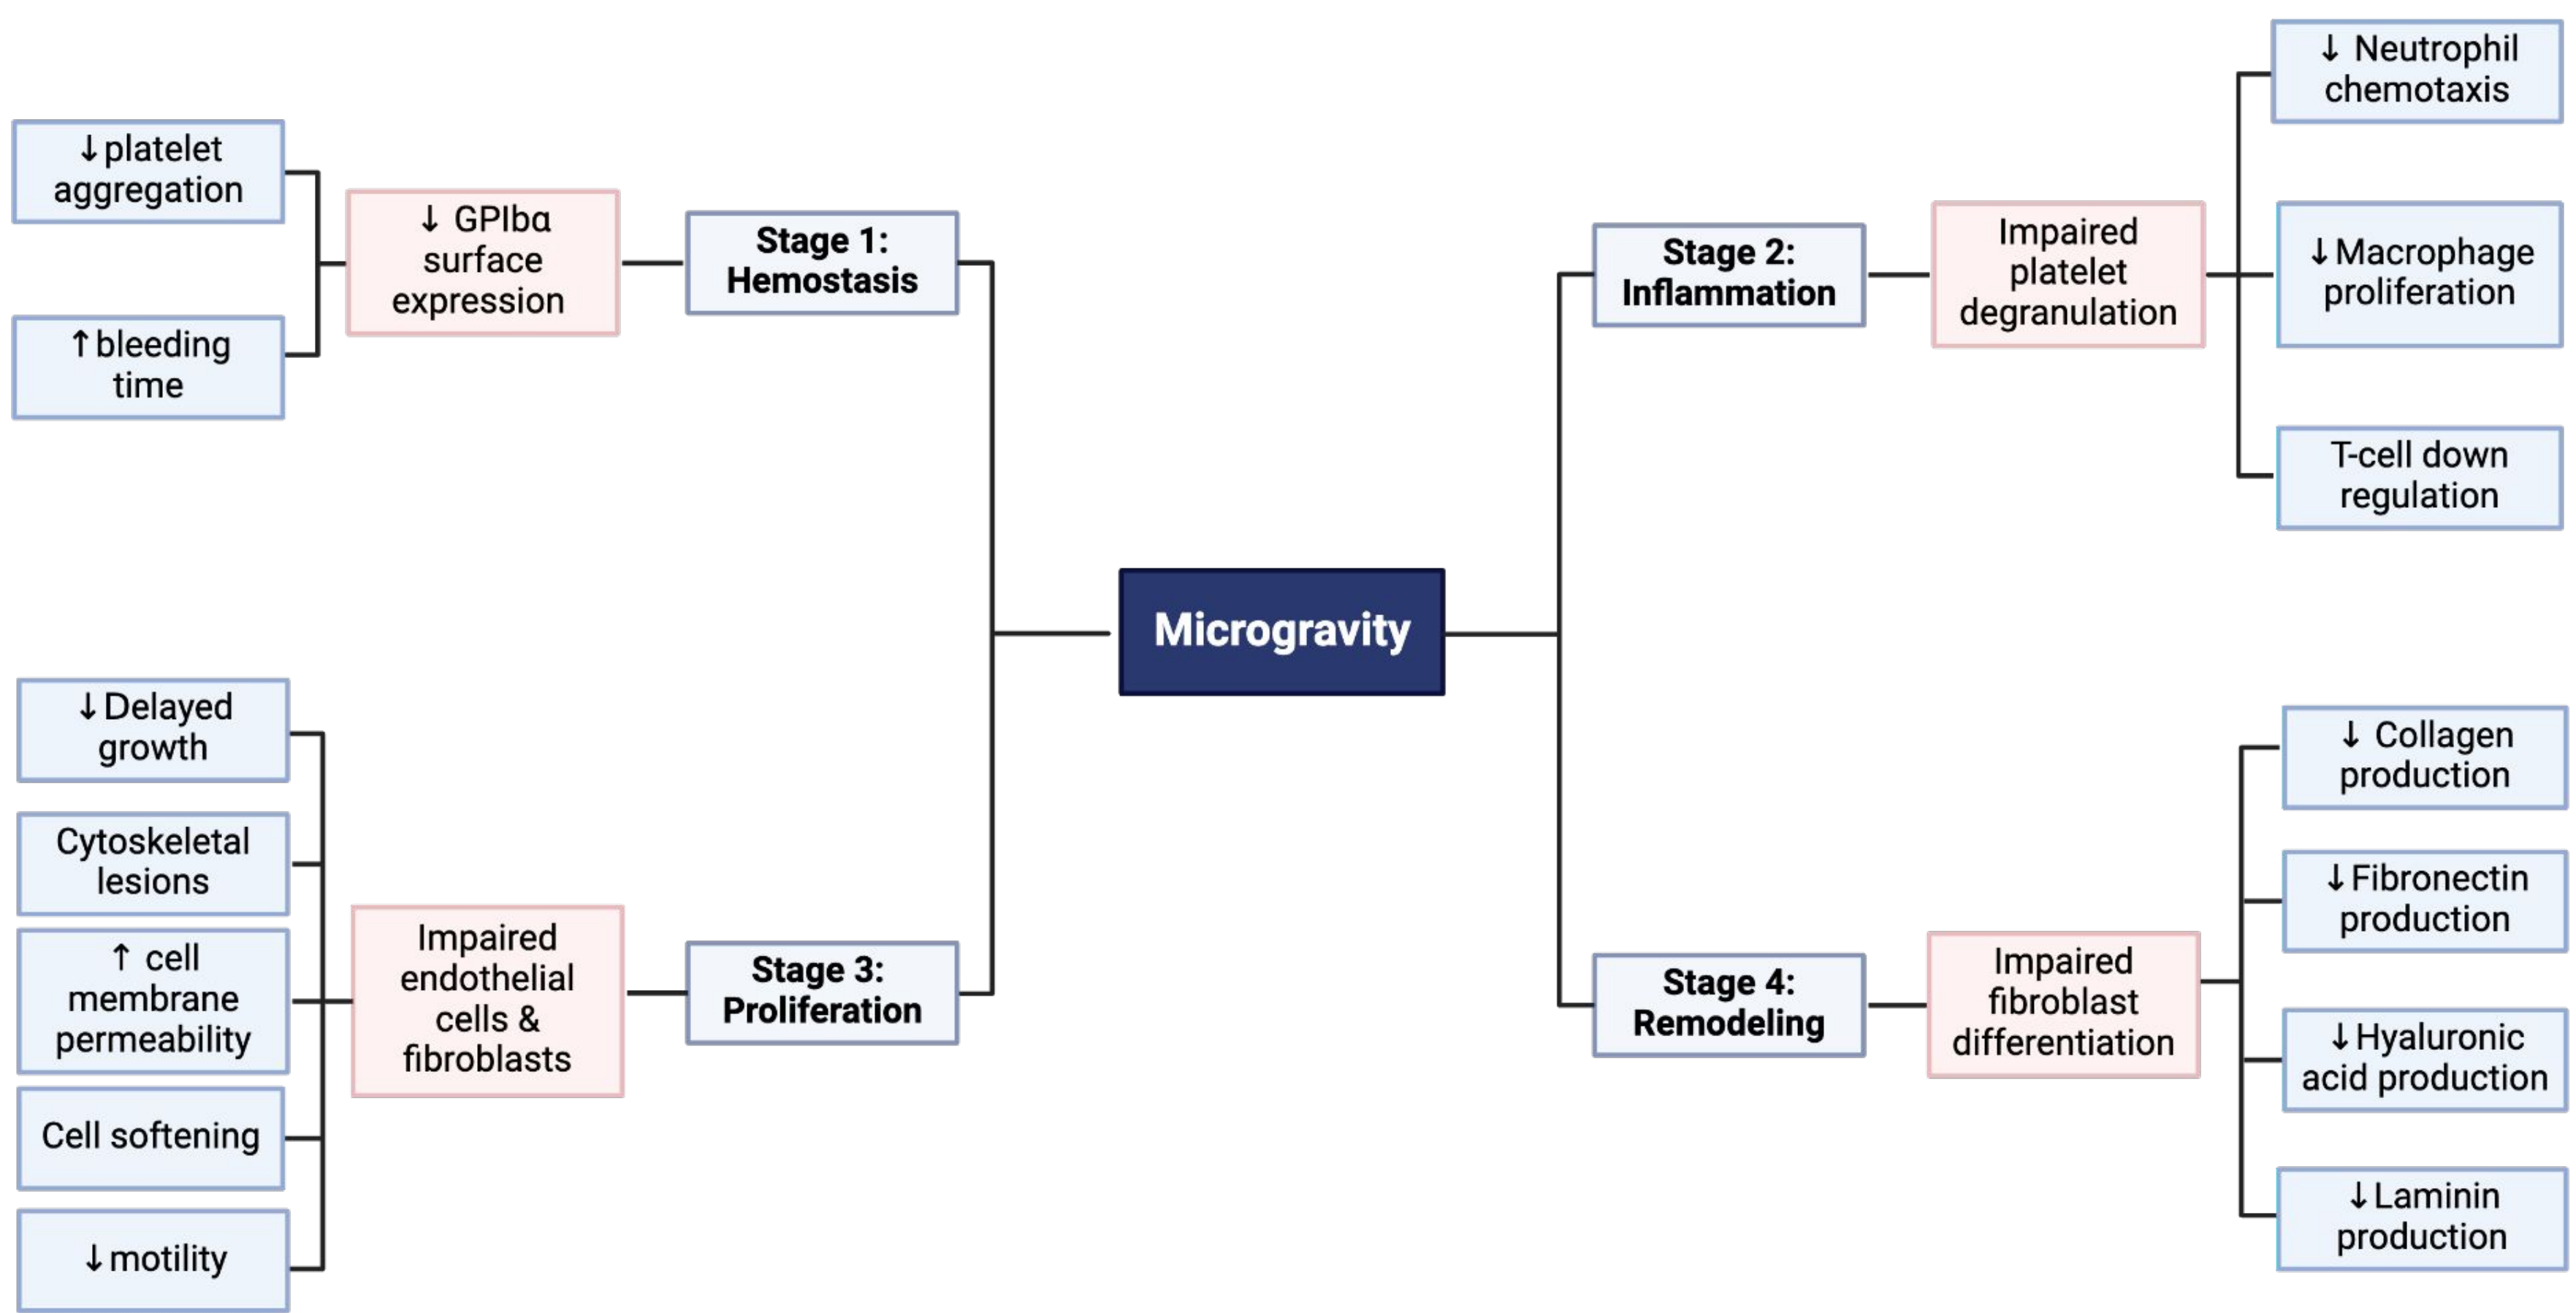 ↓platelet
aggregation
↑bleeding
time
↓ GPIbα
surface
expression
Stage 1:
Hemostasis
Stage 2:
Inflammation
Impaired
platelet
degranulation
↓ Neutrophil
chemotaxis
↓Macrophage
proliferation
T-cell down
regulation
Microgravity
↓Delayed
growth
Cytoskeletal
lesions
↑ cell
membrane
permeability
Cell softening
↓motility
Impaired
endothelial
cells &
fibroblasts
Stage 3:
Proliferation
Stage 4:
Remodeling
Impaired
fibroblast
differentiation
↓ Collagen
production
↓Fibronectin
production
↓Hyaluronic
acid production
↓Laminin
production